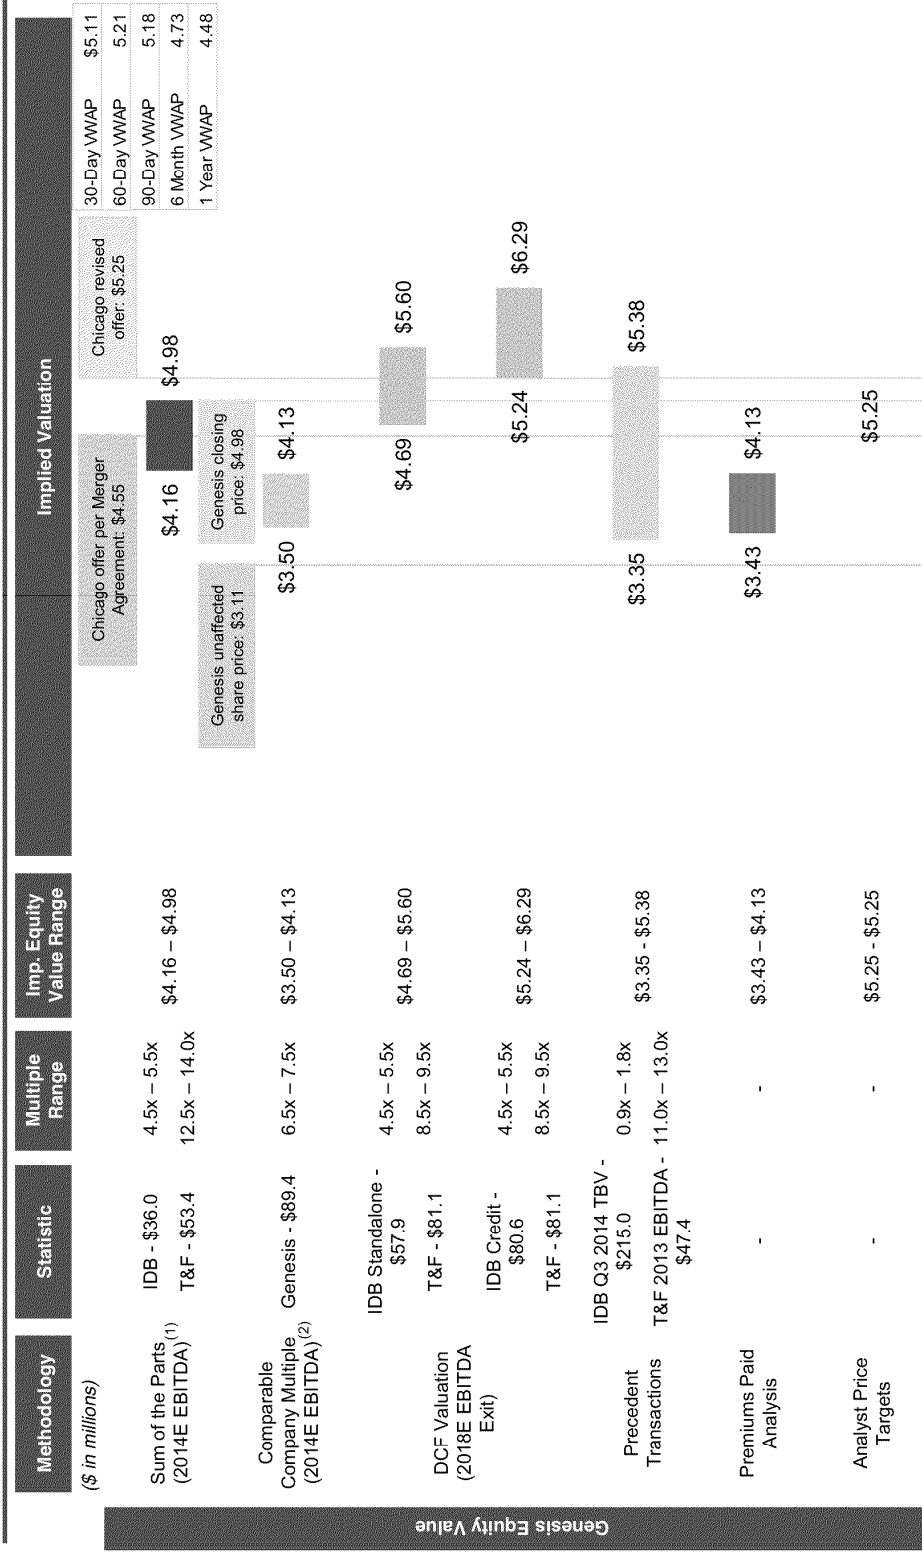 Methodology
Statistic
Multiple
Range
Imp. Equity
Value Range
Implied Valuation
($ in millions)
Chicago offer per Merger
Agreement: $4.55
Chicago revised
offer: $5.25
30-Day VWAP $5.11
60-Day VWAP 5.21
90-Day VWAP 5.18
6 Month VWAP 4.73
1 Year VWAP 4.48
Genesis unaffected
share price: $3.11
Genesis closing
price: $4.98
Genesis Equity Value
Sum of the Parts
(2014E EBITDA)(1)
IDB - $36.0
T&F - $53.4
4.5x – 5.5x
12.5x – 14.0x
$4.16 – $4.98
$4.16
$4.98
Comparable
Company Multiple
(2014E EBITDA)(2)
Genesis - $89.4
6.5x – 7.5x
$3.50 – $4.13
$3.50
$4.13
DCF Valuation
(2018E EBITDA
Exit)
IDB Standalone -
$57.9
T&F - $81.1
4.5x – 5.5x
8.5x – 9.5x
$4.69 – $5.60
$4.69
$5.60
IDB Credit -
$80.6
T&F - $81.1
4.5x – 5.5x
8.5x – 9.5x
$5.24 – $6.29
$5.24
$6.29
Precedent
Transactions
IDB Q3 2014 TBV -
$215.0
T&F 2013 EBITDA -
$47.4
0.9x – 1.8x
11.0x – 13.0x
$3.35 - $5.38
$3.35
$5.38
Premiums Paid
Analysis
-
-
$3.43 – $4.13
$3.43
$4.13
Analyst Price
Targets
-
-
$5.25 - $5.25
$5.25